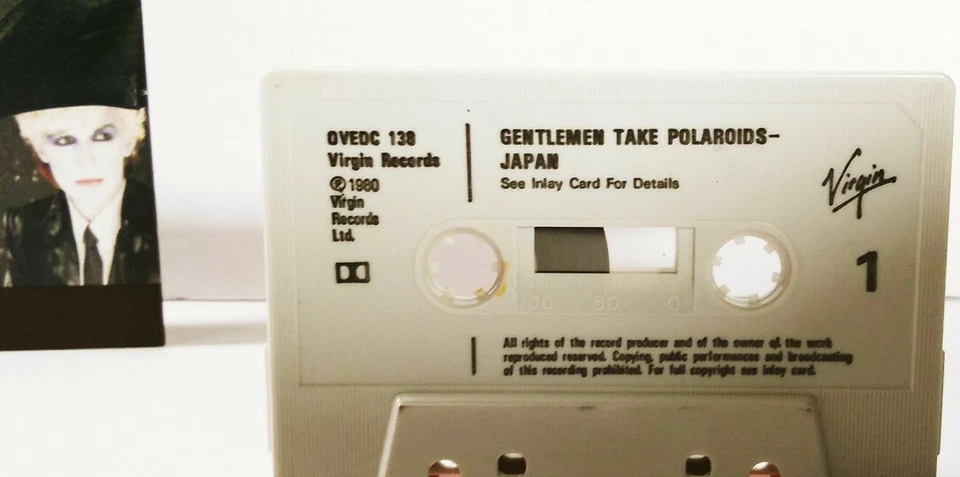 OVEDC 138
Virgin Records
Ⓟ 1980
Virgin
Records
Ltd.
GENTLEMEN TAKE POLAROIDS–
JAPAN
See Inlay Card For Details
Virgin
1
100 50 0
All rights of the record producer and of the owner of the work
reproduced reserved. Copying, public performances and broadcasting
of this recording prohibited. For full copyright see inlay card.